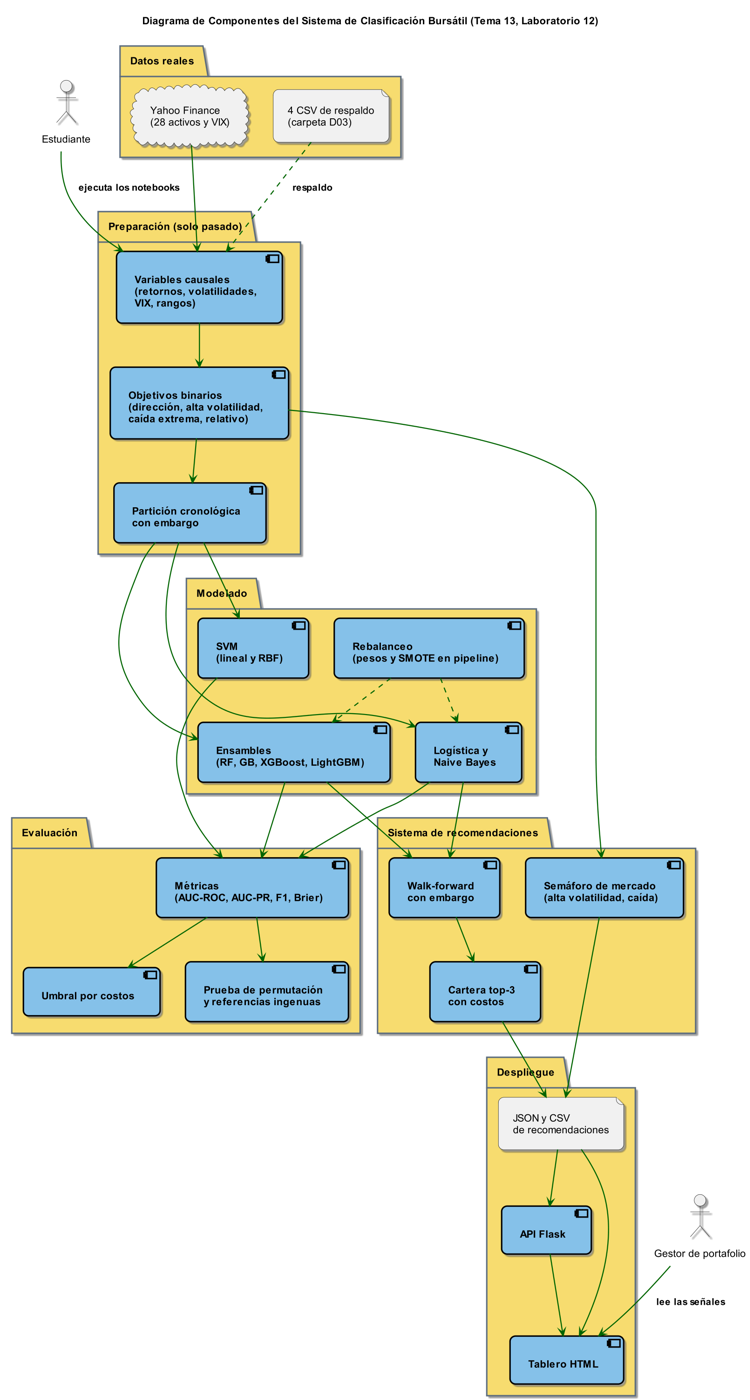 Diagrama de Componentes del Sistema de Clasificación Bursátil (Tema 13, Laboratorio 12)
Datos reales
Yahoo Finance
(28 activos y VIX)
4 CSV de respaldo
(carpeta D03)
Estudiante
ejecuta los notebooks
respaldo
Preparación (solo pasado)
Variables causales
(retornos, volatilidades,
VIX, rangos)
Objetivos binarios
(dirección, alta volatilidad,
caída extrema, relativo)
Partición cronológica
con embargo
Modelado
SVM
(lineal y RBF)
Rebalanceo
(pesos y SMOTE en pipeline)
Ensambles
(RF, GB, XGBoost, LightGBM)
Logística y
Naive Bayes
Evaluación
Métricas
(AUC-ROC, AUC-PR, F1, Brier)
Umbral por costos
Prueba de permutación
y referencias ingenuas
Sistema de recomendaciones
Walk-forward
con embargo
Semáforo de mercado
(alta volatilidad, caída)
Cartera top-3
con costos
Despliegue
JSON y CSV
de recomendaciones
API Flask
Gestor de portafolio
lee las señales
Tablero HTML